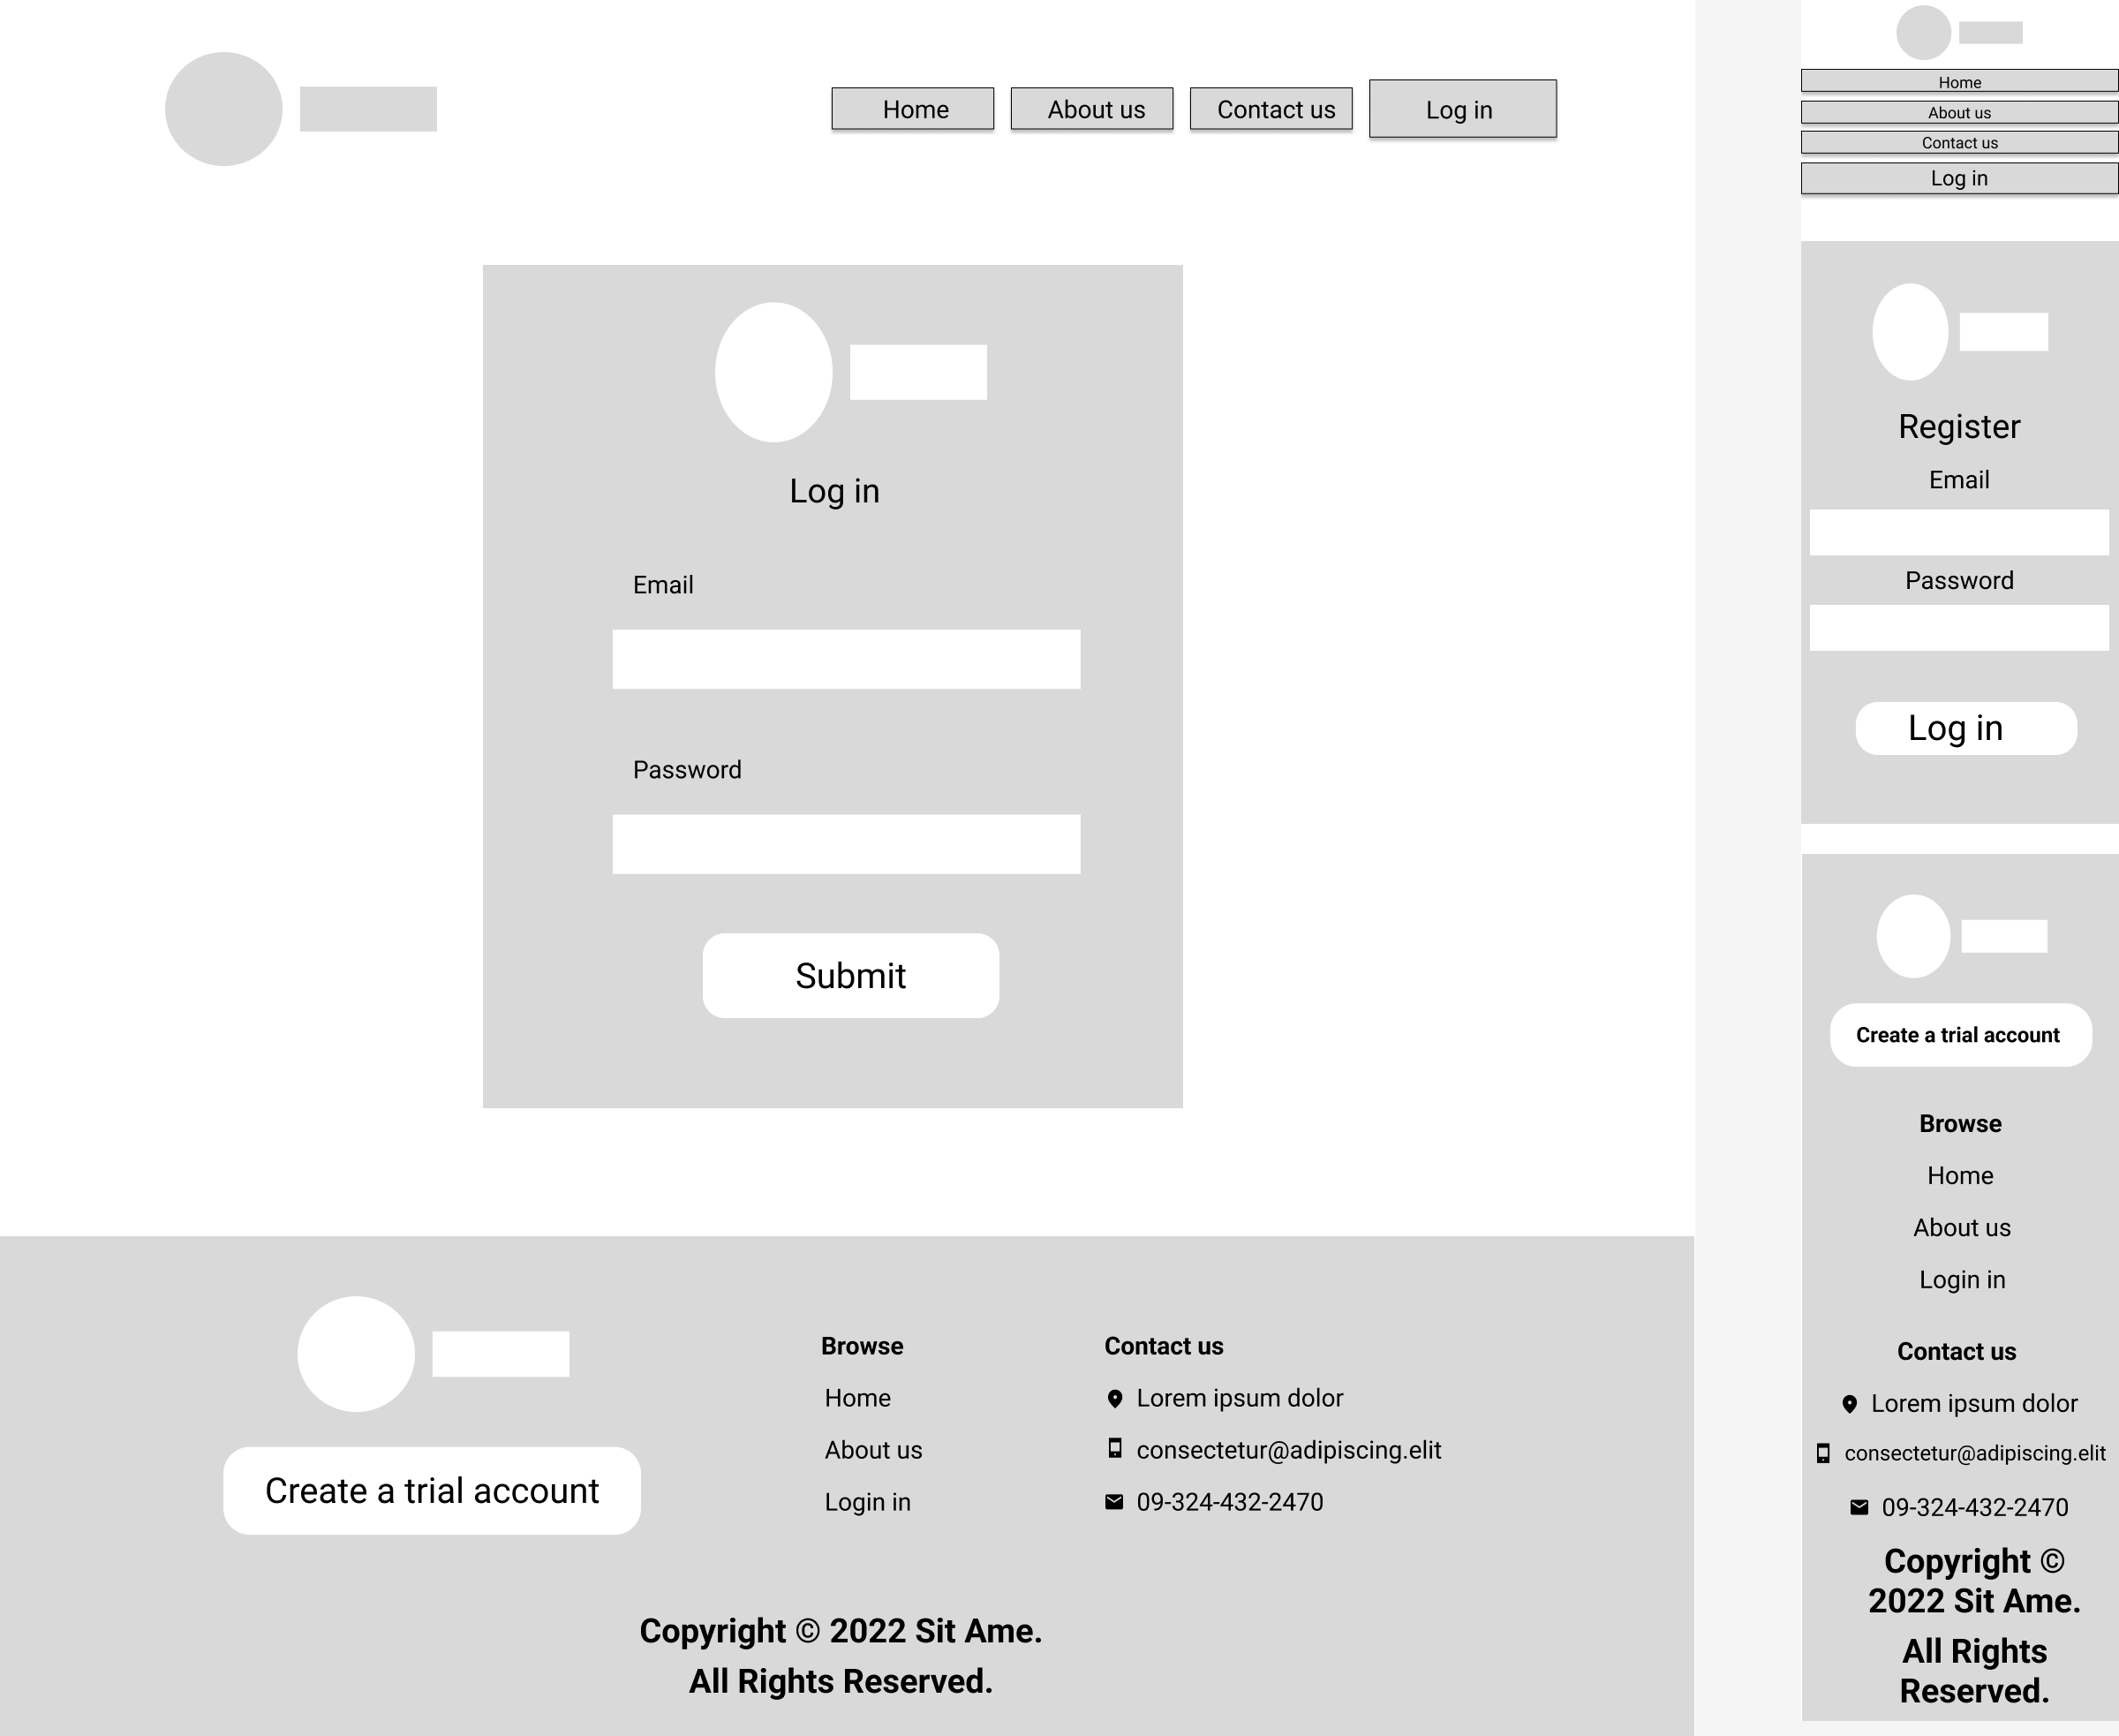 Home
About us
Contact us
Log in
Log in
Email
Password
Submit
Create a trial account
Browse
Home
About us
Login in
Contact us
Lorem ipsum dolor
consectetur@adipiscing.elit
09-324-432-2470
Copyright © 2022 Sit Ame.
All Rights Reserved.
Home
About us
Contact us
Log in
Register
Email
Password
Log in
Create a trial account
Browse
Home
About us
Login in
Contact us
Lorem ipsum dolor
consectetur@adipiscing.elit
09-324-432-2470
Copyright ©
2022 Sit Ame.
All Rights
Reserved.